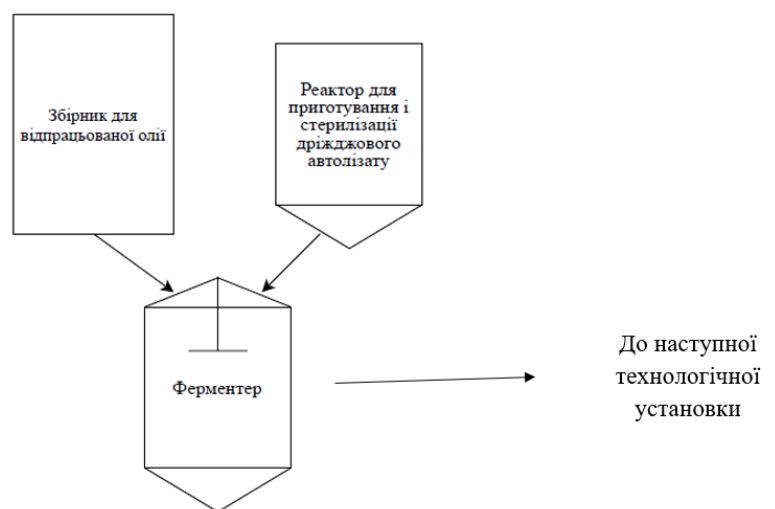 Збірник для
відпрацьованої олії
Реактор для
приготування і
стерилізації
дріжджового
автолізату
Ферментер
До наступної
технологічної
установки